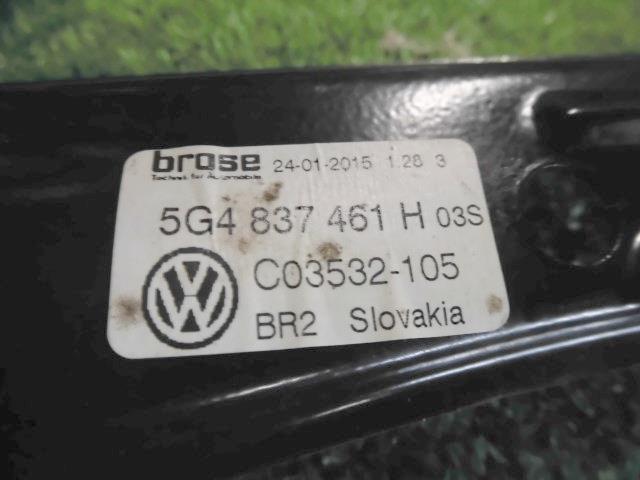 brose 24-01-2015 1.28 3
Technik für Automobile
5G4 837 461 H 03S
C03532-105
BR2 Slovakia